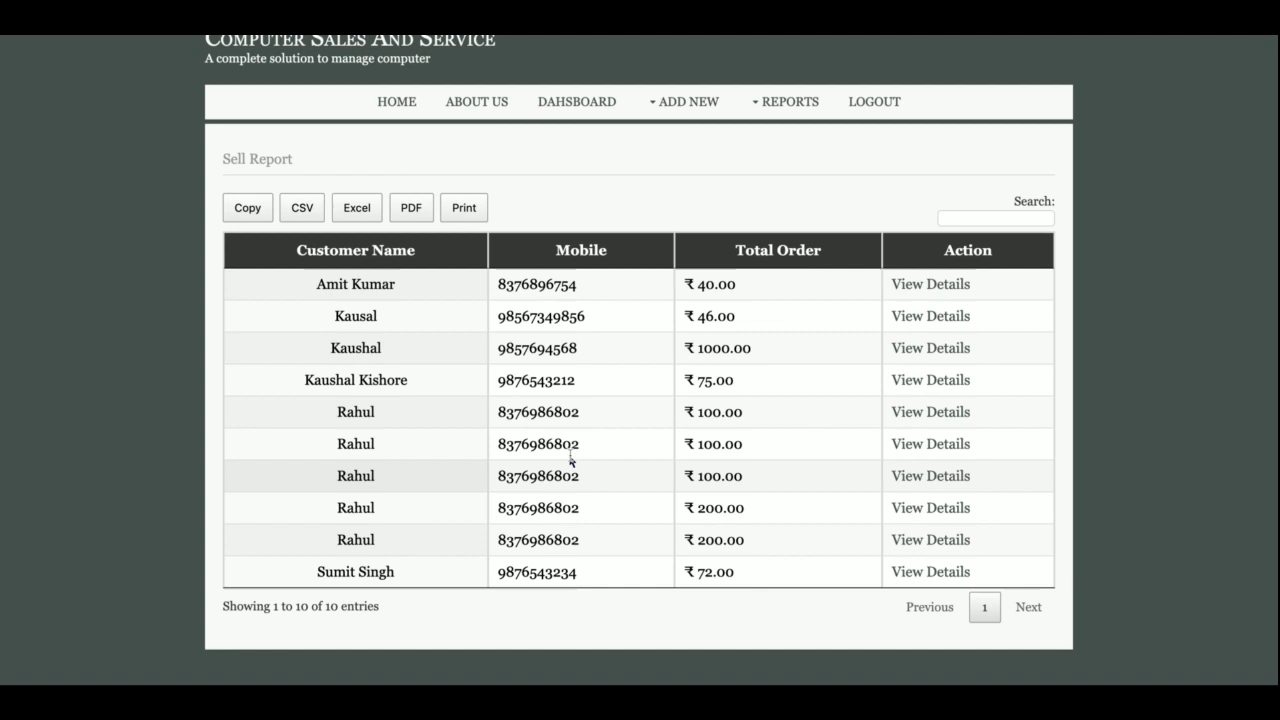 COMPUTER SALES AND SERVICE
A complete solution to manage computer
HOME ABOUT US DAHSBOARD ADD NEW REPORTS LOGOUT
Sell Report
Copy CSV Excel PDF Print Search:
Customer Name Mobile Total Order Action
Amit Kumar 8376896754 ₹ 40.00 View Details
Kausal 98567349856 ₹ 46.00 View Details
Kaushal 9857694568 ₹ 1000.00 View Details
Kaushal Kishore 9876543212 ₹ 75.00 View Details
Rahul 8376986802 ₹ 100.00 View Details
Rahul 8376986802 ₹ 100.00 View Details
Rahul 8376986802 ₹ 100.00 View Details
Rahul 8376986802 ₹ 200.00 View Details
Rahul 8376986802 ₹ 200.00 View Details
Sumit Singh 9876543234 ₹ 72.00 View Details
Showing 1 to 10 of 10 entries Previous 1 Next